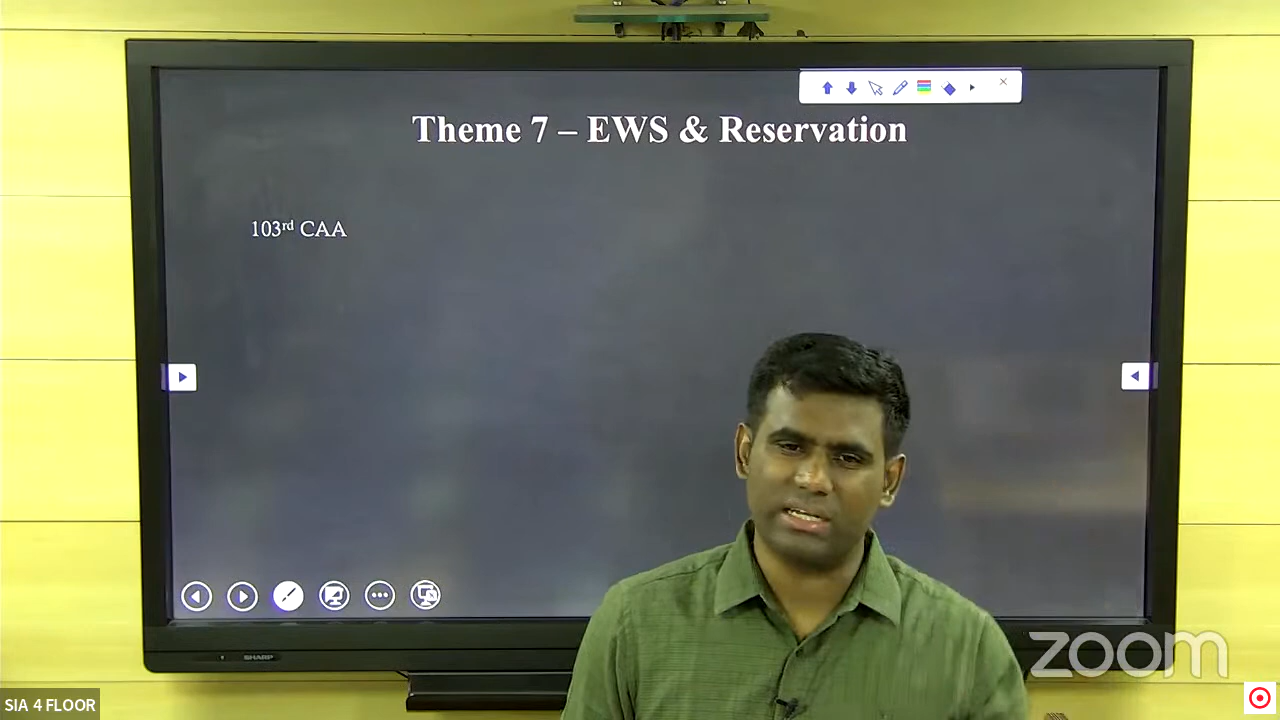 Theme 7 – EWS & Reservation
103rd CAA
SHARP
zoom
SIA 4 FLOOR